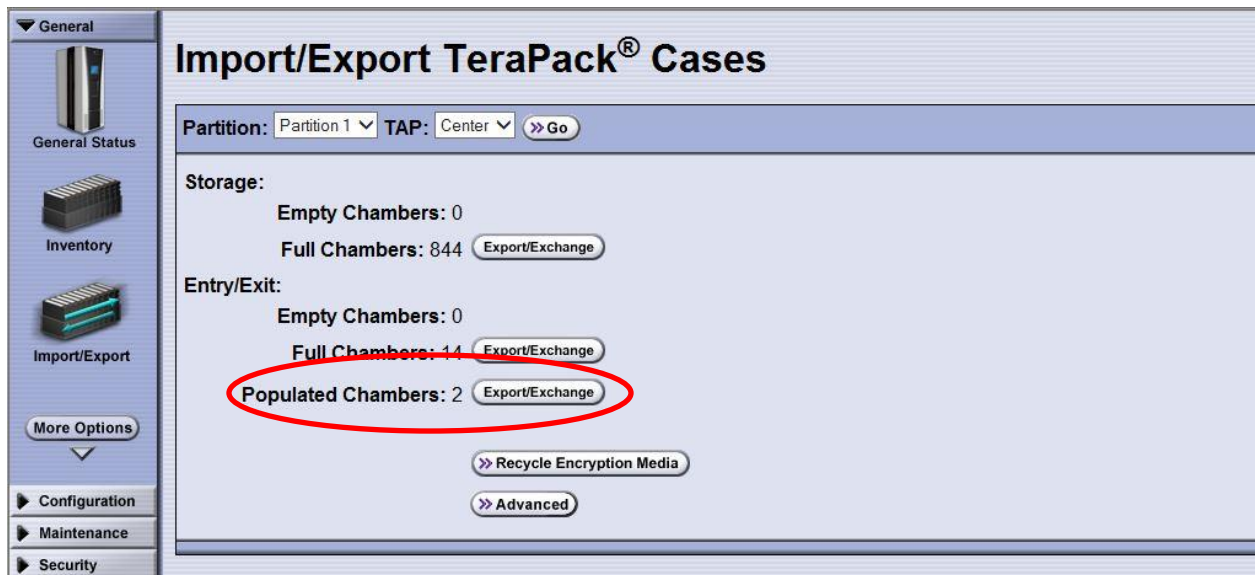 General
General Status
Inventory
Import/Export
More Options
Configuration
Maintenance
Security
Import/Export TeraPack® Cases
Partition: Partition 1 TAP: Center Go
Storage:
Empty Chambers: 0
Full Chambers: 844 Export/Exchange
Entry/Exit:
Empty Chambers: 0
Full Chambers: 14 Export/Exchange
Populated Chambers: 2 Export/Exchange
Recycle Encryption Media
Advanced